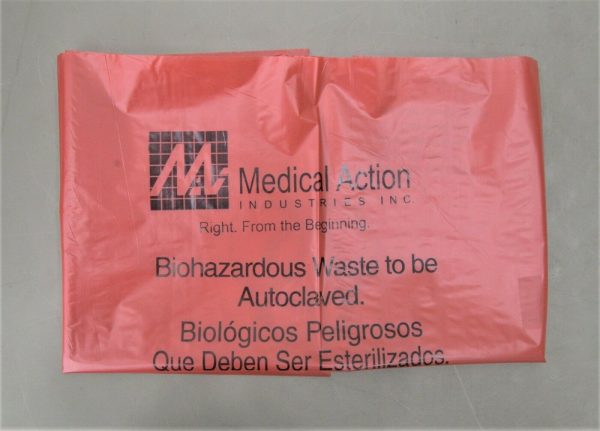 Medical Action
INDUSTRIES INC
Right. From the Beginning.
Biohazardous Waste to be
Autoclaved.
Biológicos Peligrosos
Que Deben Ser Esterilizados.